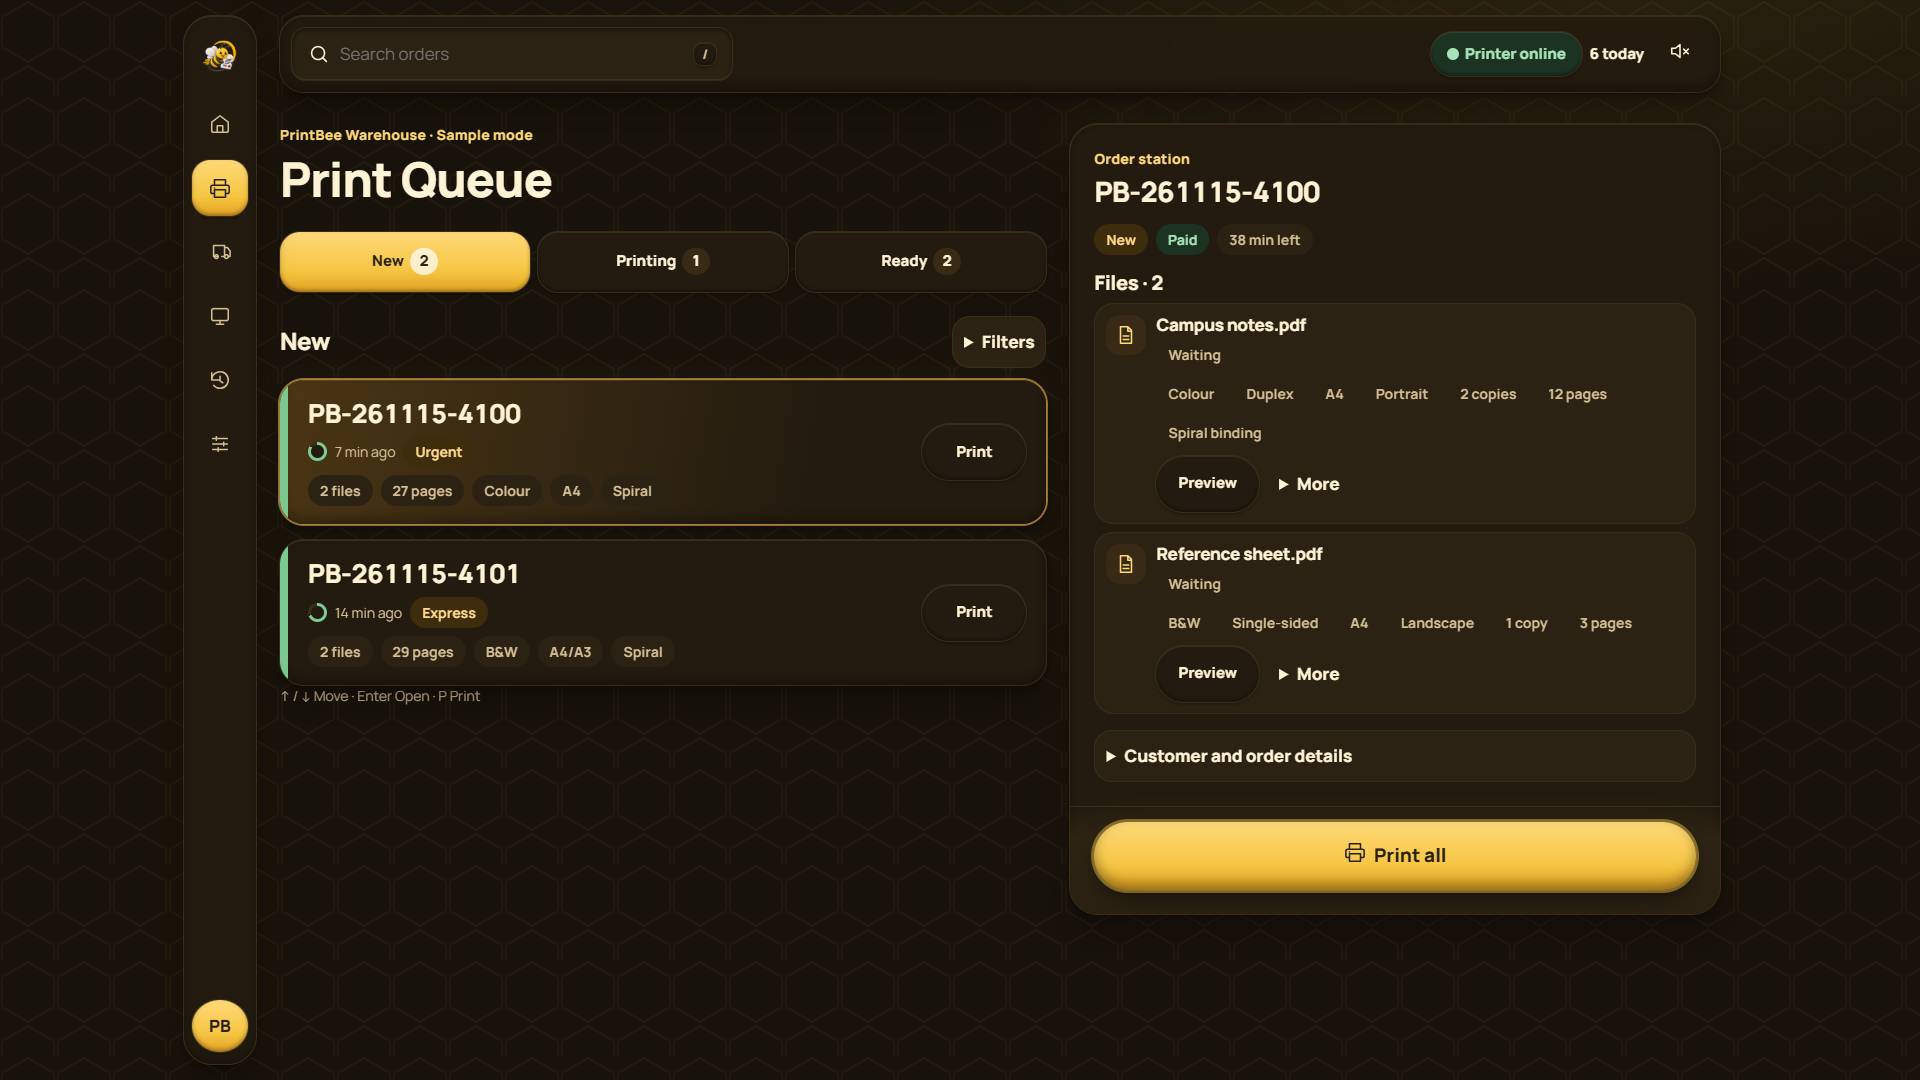 Search orders /
Printer online 6 today
PrintBee Warehouse · Sample mode
Print Queue
New 2
Printing 1
Ready 2
New
Filters
PB-261115-4100
7 min ago Urgent
2 files 27 pages Colour A4 Spiral
Print
PB-261115-4101
14 min ago Express
2 files 29 pages B&W A4/A3 Spiral
Print
↑ / ↓ Move · Enter Open · P Print
Order station
PB-261115-4100
New Paid 38 min left
Files · 2
Campus notes.pdf
Waiting
Colour Duplex A4 Portrait 2 copies 12 pages
Spiral binding
Preview More
Reference sheet.pdf
Waiting
B&W Single-sided A4 Landscape 1 copy 3 pages
Preview More
Customer and order details
Print all
PB